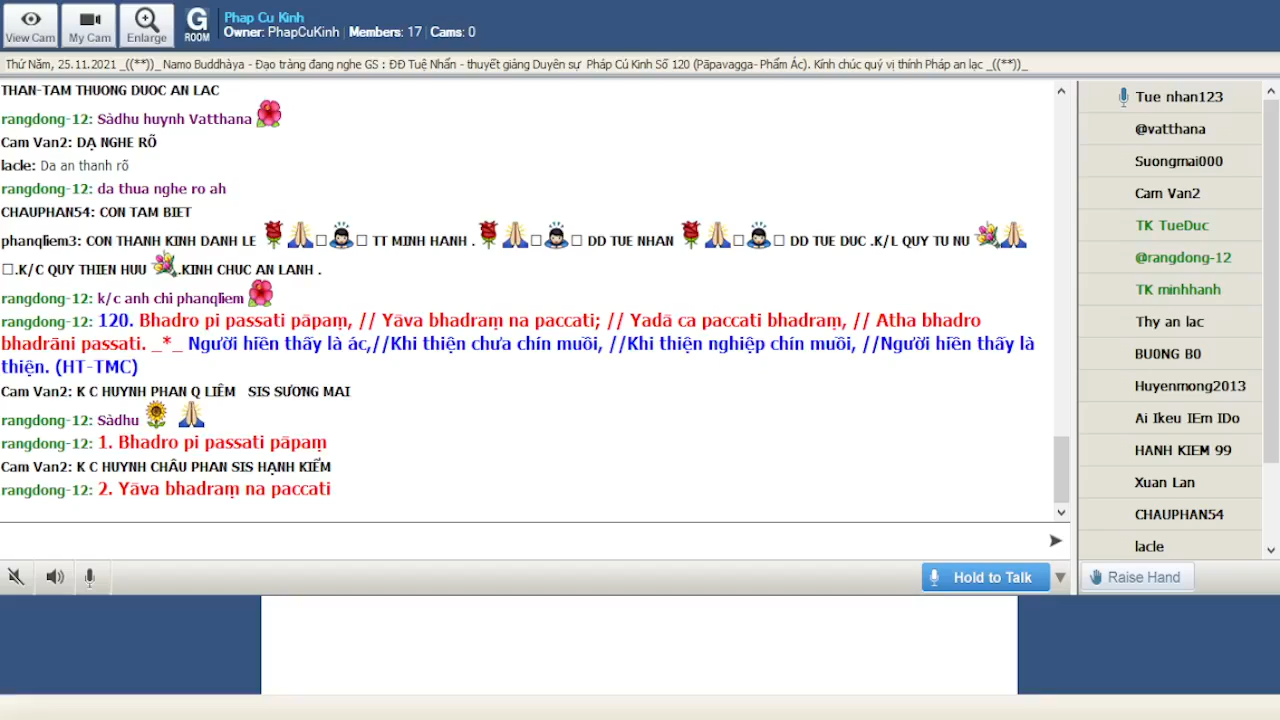 View Cam
My Cam
Enlarge
G
ROOM
Phap Cu Kinh
Owner: PhapCuKinh | Members: 17 | Cams: 0
Thứ Năm, 25.11.2021 _((**))_ Namo Buddhàya - Đạo tràng đang nghe GS : ĐĐ Tuệ Nhẫn - thuyết giảng Duyên sự Pháp Cú Kinh Số 120 (Pāpavagga- Phẩm Ác). Kính chúc quý vị thính Pháp an lạc _((**))_
THAN-TAM THUONG DUOC AN LAC
rangdong-12: Sàdhu huynh Vatthana
Cam Van2: DẠ NGHE RÕ
lacle: Da an thanh rõ
rangdong-12: da thua nghe ro ah
CHAUPHAN54: CON TAM BIET
phanqliem3: CON THANH KINH DANH LE TT MINH HANH . DD TUE NHAN DD TUE DUC .K/L QUY TU NU
.K/C QUY THIEN HUU .KINH CHUC AN LANH .
rangdong-12: k/c anh chi phanqliem
rangdong-12: 120. Bhadro pi passati pāpaṃ, // Yāva bhadraṃ na paccati; // Yadā ca paccati bhadraṃ, // Atha bhadro
bhadrāni passati. _*_ Người hiền thấy là ác,//Khi thiện chưa chín muồi, //Khi thiện nghiệp chín muồi, //Người hiền thấy là
thiện. (HT-TMC)
Cam Van2: K C HUYNH PHAN Q LIÊM SIS SƯƠNG MAI
rangdong-12: Sàdhu
rangdong-12: 1. Bhadro pi passati pāpaṃ
Cam Van2: K C HUYNH CHÂU PHAN SIS HẠNH KIỂM
rangdong-12: 2. Yāva bhadraṃ na paccati
Tue nhan123
@vatthana
Suongmai000
Cam Van2
TK TueDuc
@rangdong-12
TK minhhanh
Thy an lac
BU0NG B0
Huyenmong2013
Ai Ikeu IEm IDo
HANH KIEM 99
Xuan Lan
CHAUPHAN54
lacle
Hold to Talk
Raise Hand